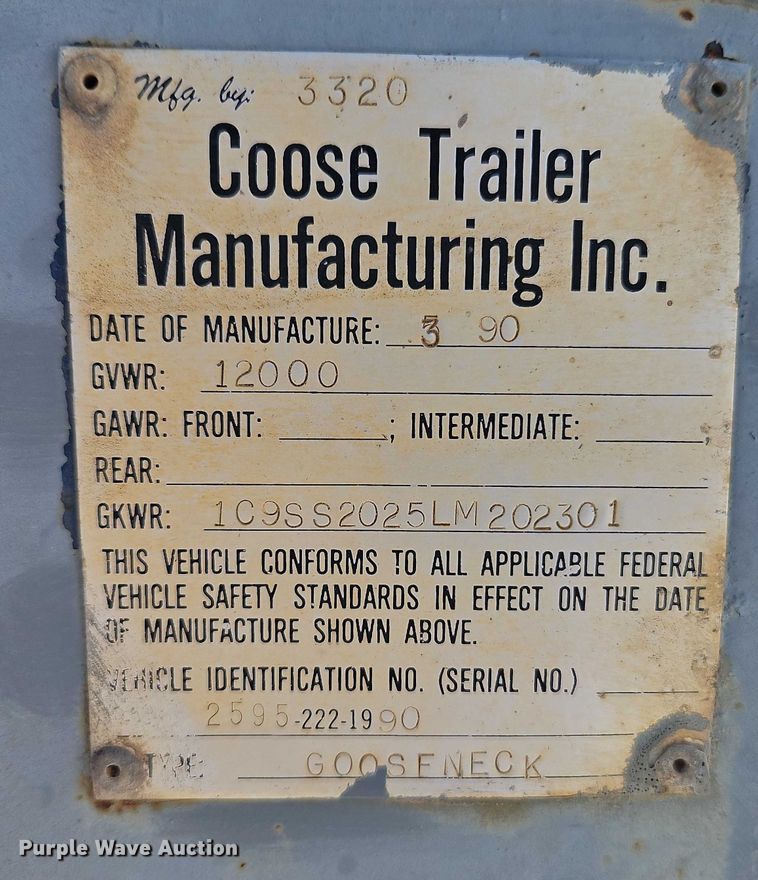 Mfg. by: 3320
Coose Trailer
Manufacturing Inc.
DATE OF MANUFACTURE: 3 90
GVWR: 12000
GAWR: FRONT: ; INTERMEDIATE: ,
REAR:
GKWR: 1C9SS2025LM202301
THIS VEHICLE CONFORMS TO ALL APPLICABLE FEDERAL
VEHICLE SAFETY STANDARDS IN EFFECT ON THE DATE
OF MANUFACTURE SHOWN ABOVE.
VEHICLE IDENTIFICATION NO. (SERIAL NO.)
2595-222-1990
TYPE: GOOSENECK
Purple Wave Auction